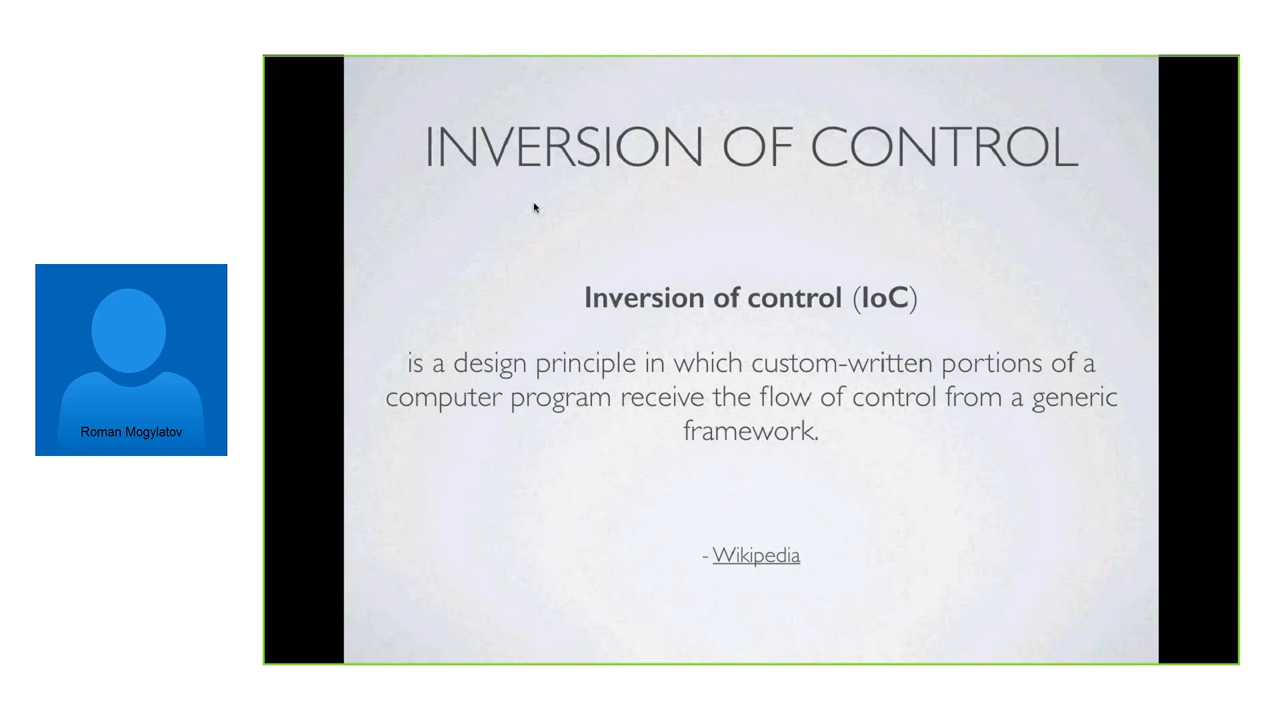 INVERSION OF CONTROL
Inversion of control (IoC)
is a design principle in which custom-written portions of a
computer program receive the flow of control from a generic
framework.
- Wikipedia
Roman Mogylatov